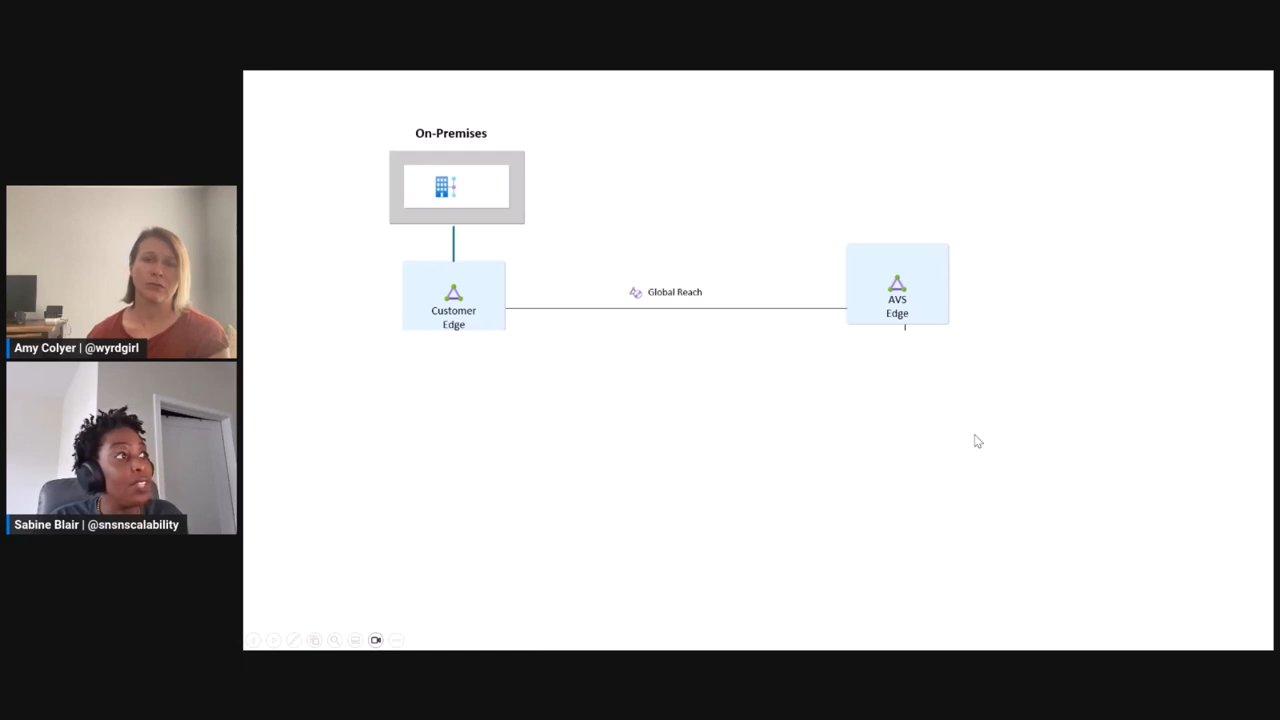 On-Premises
Customer
Edge
Global Reach
AVS
Edge
Amy Colyer | @wyrdgirl
Sabine Blair | @snsnscalability